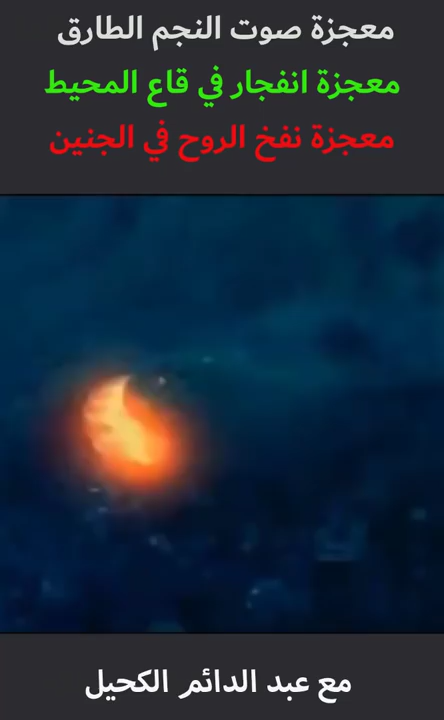 معجزة صوت النجم الطارق
معجزة انفجار في قاع المحيط
معجزة نفخ الروح في الجنين
مع عبد الدائم الكحيل